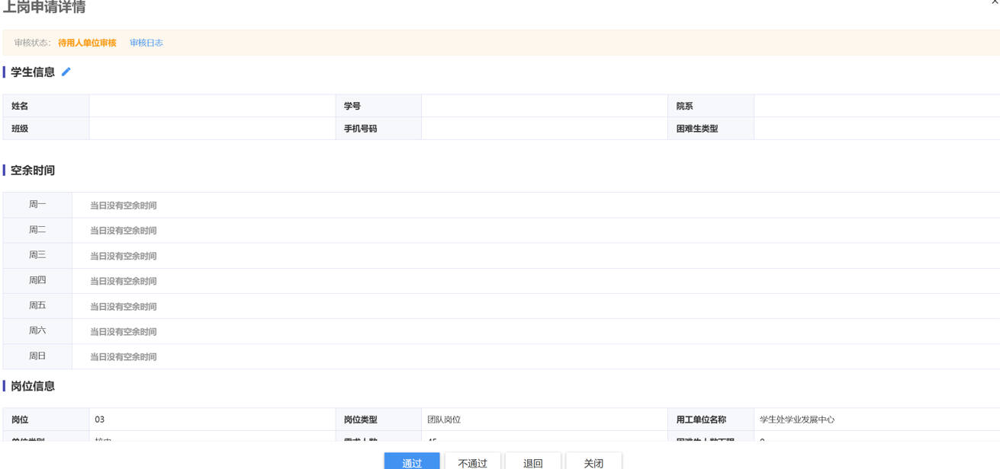 上岗申请详情
审核状态: 待用人单位审核 审核日志
学生信息
姓名 学号 院系
班级 手机号码 困难生类型
空余时间
周一 当日没有空余时间
周二 当日没有空余时间
周三 当日没有空余时间
周四 当日没有空余时间
周五 当日没有空余时间
周六 当日没有空余时间
周日 当日没有空余时间
岗位信息
岗位 03 岗位类型 团队岗位 用工单位名称 学生处学业发展中心
通过 不通过 退回 关闭